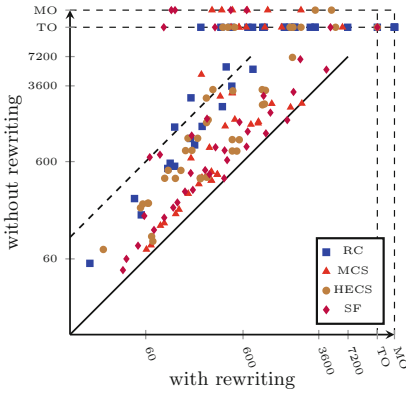 MO
TO
7200
3600
600
60
without rewriting
RC
MCS
HECS
SF
60
600
3600
7200
TO
MO
with rewriting